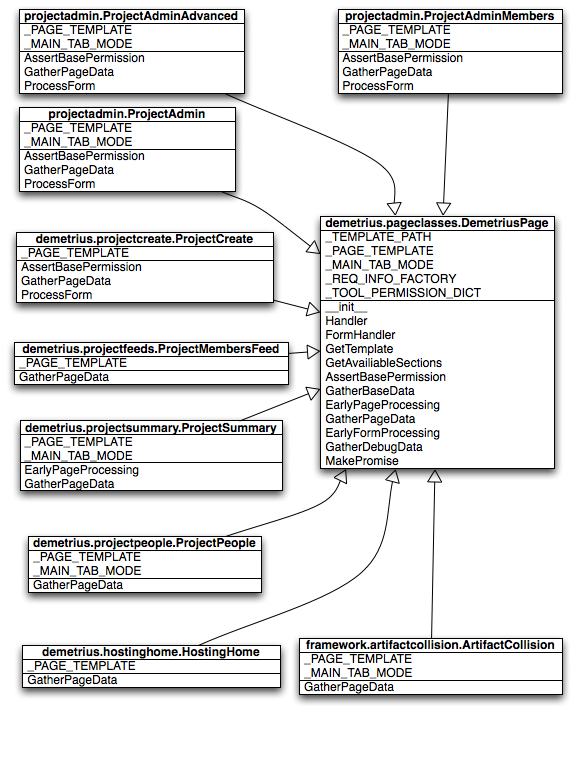 projectadmin.ProjectAdminAdvanced
_PAGE_TEMPLATE
_MAIN_TAB_MODE
AssertBasePermission
GatherPageData
ProcessForm
projectadmin.ProjectAdminMembers
_PAGE_TEMPLATE
_MAIN_TAB_MODE
AssertBasePermission
GatherPageData
ProcessForm
projectadmin.ProjectAdmin
_PAGE_TEMPLATE
_MAIN_TAB_MODE
AssertBasePermission
GatherPageData
ProcessForm
demetrius.pageclasses.DemetriusPage
_TEMPLATE_PATH
_PAGE_TEMPLATE
_MAIN_TAB_MODE
_REQ_INFO_FACTORY
_TOOL_PERMISSION_DICT
__init__
Handler
FormHandler
GetTemplate
GetAvailiableSections
AssertBasePermission
GatherBaseData
EarlyPageProcessing
GatherPageData
EarlyFormProcessing
GatherDebugData
MakePromise
demetrius.projectcreate.ProjectCreate
_PAGE_TEMPLATE
AssertBasePermission
GatherPageData
ProcessForm
demetrius.projectfeeds.ProjectMembersFeed
_PAGE_TEMPLATE
GatherPageData
demetrius.projectsummary.ProjectSummary
_PAGE_TEMPLATE
_MAIN_TAB_MODE
EarlyPageProcessing
GatherPageData
demetrius.projectpeople.ProjectPeople
_PAGE_TEMPLATE
_MAIN_TAB_MODE
GatherPageData
demetrius.hostinghome.HostingHome
_PAGE_TEMPLATE
GatherPageData
framework.artifactcollision.ArtifactCollision
_PAGE_TEMPLATE
_MAIN_TAB_MODE
GatherPageData